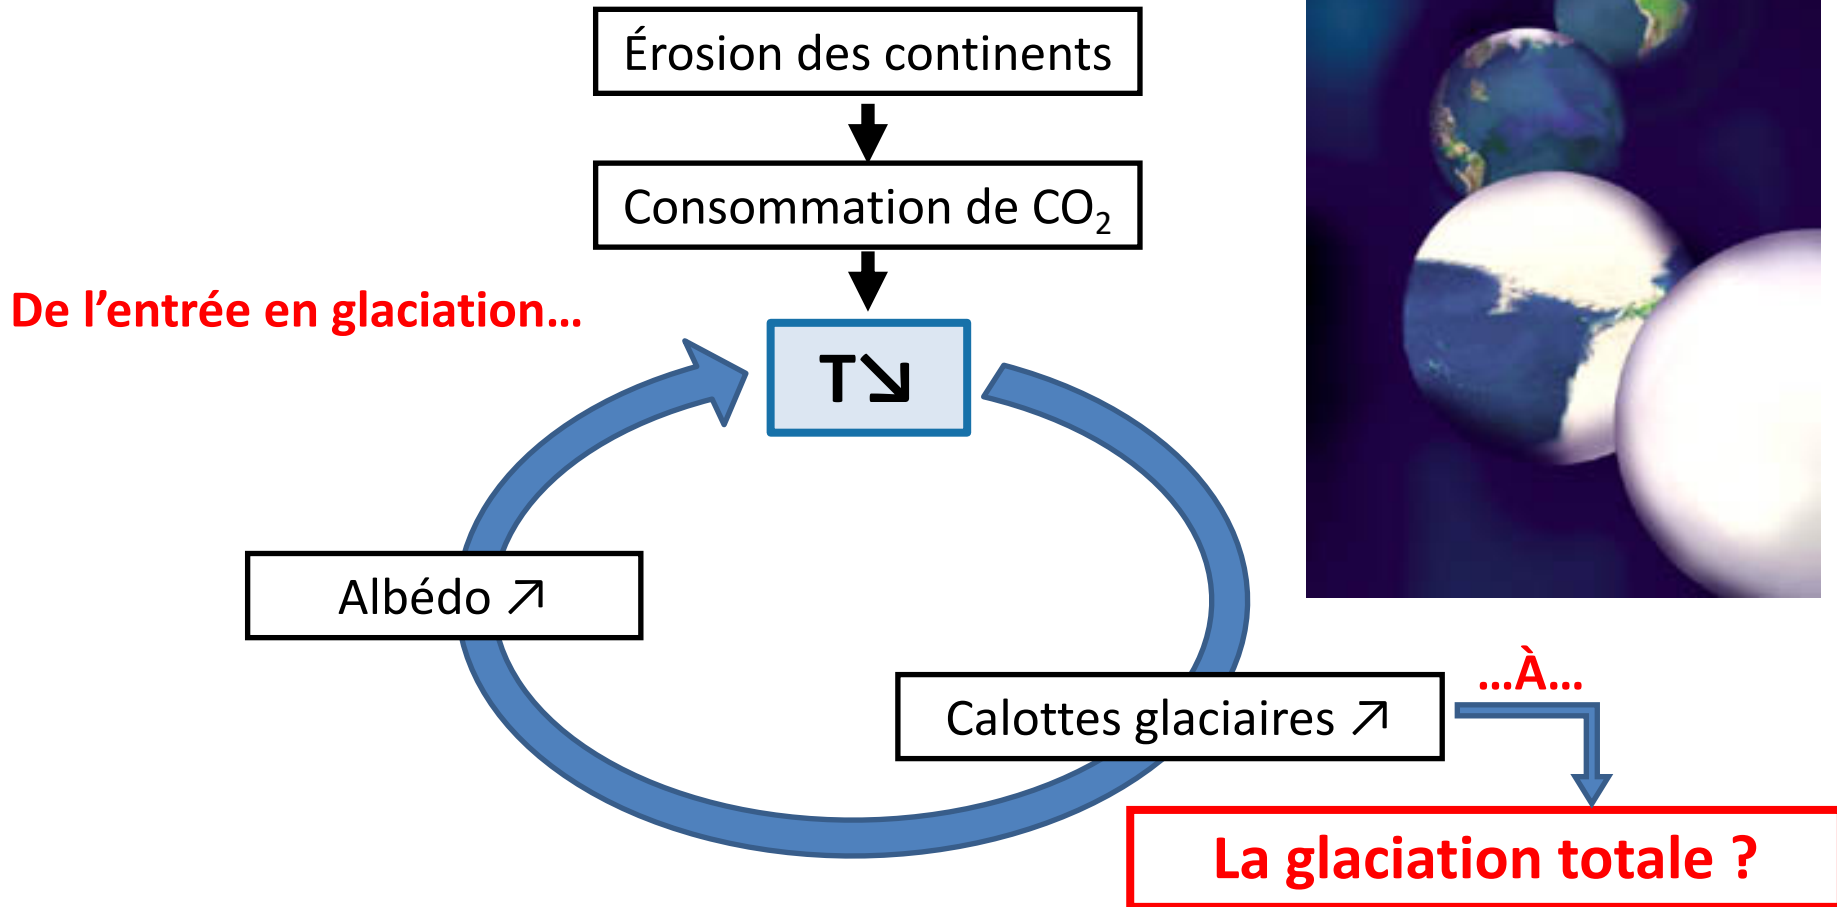 Érosion des continents
Consommation de CO₂
De l’entrée en glaciation...
T↘
Albédo ↗
Calottes glaciaires ↗
...À...
La glaciation totale ?